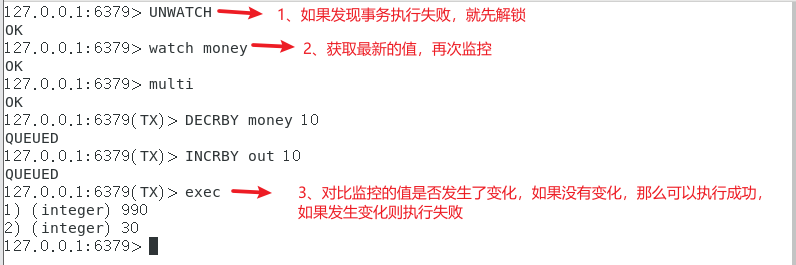 127.0.0.1:6379> UNWATCH
1、如果发现事务执行失败，就先解锁
OK
127.0.0.1:6379> watch money
2、获取最新的值，再次监控
OK
127.0.0.1:6379> multi
OK
127.0.0.1:6379(TX)> DECRBY money 10
QUEUED
127.0.0.1:6379(TX)> INCRBY out 10
QUEUED
127.0.0.1:6379(TX)> exec
3、对比监控的值是否发生了变化，如果没有变化，那么可以执行成功，
如果发生变化则执行失败
1) (integer) 990
2) (integer) 30
127.0.0.1:6379>